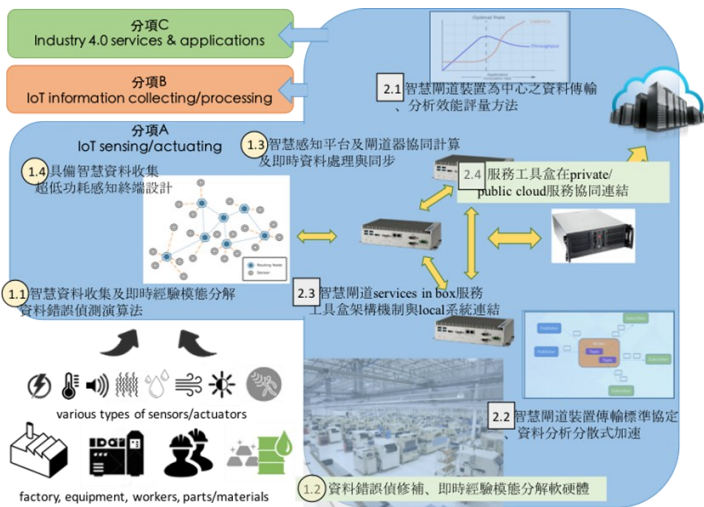 分項C
Industry 4.0 services & applications
分項B
IoT information collecting/processing
分項A
IoT sensing/actuating
2.1
智慧閘道裝置為中心之資料傳輸
、分析效能評量方法
1.3
智慧感知平台及閘道器協同計算
及即時資料處理與同步
1.4
具備智慧資料收集
超低功耗感知終端設計
2.4
服務工具盒在private/
public cloud服務協同連結
1.1
智慧資料收集及即時經驗模態分解
資料錯誤偵測演算法
2.3
智慧閘道services in box服務
工具盒架構機制與local系統連結
2.2
智慧閘道裝置傳輸標準協定
、資料分析分散式加速
various types of sensors/actuators
factory, equipment, workers, parts/materials
1.2
資料錯誤偵修補、即時經驗模態分解軟硬體